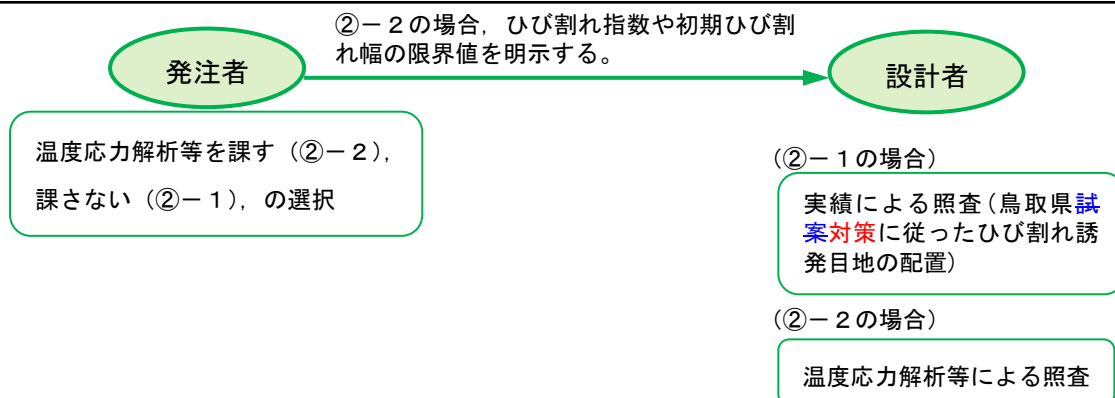 ②－２の場合，ひび割れ指数や初期ひび割
れ幅の限界値を明示する。
発注者
設計者
温度応力解析等を課す（②－２），
課さない（②－１），の選択
（②－１の場合）
実績による照査（鳥取県試
案対策に従ったひび割れ誘
発目地の配置）
（②－２の場合）
温度応力解析等による照査